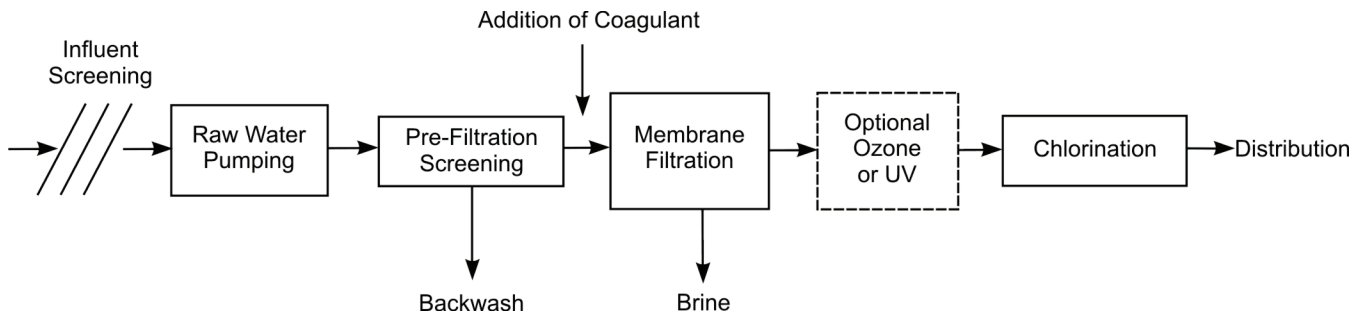 Addition of Coagulant
Influent
Screening
Raw Water
Pumping
Pre-Filtration
Screening
Membrane
Filtration
Optional
Ozone
or UV
Chlorination
Distribution
Backwash
Brine